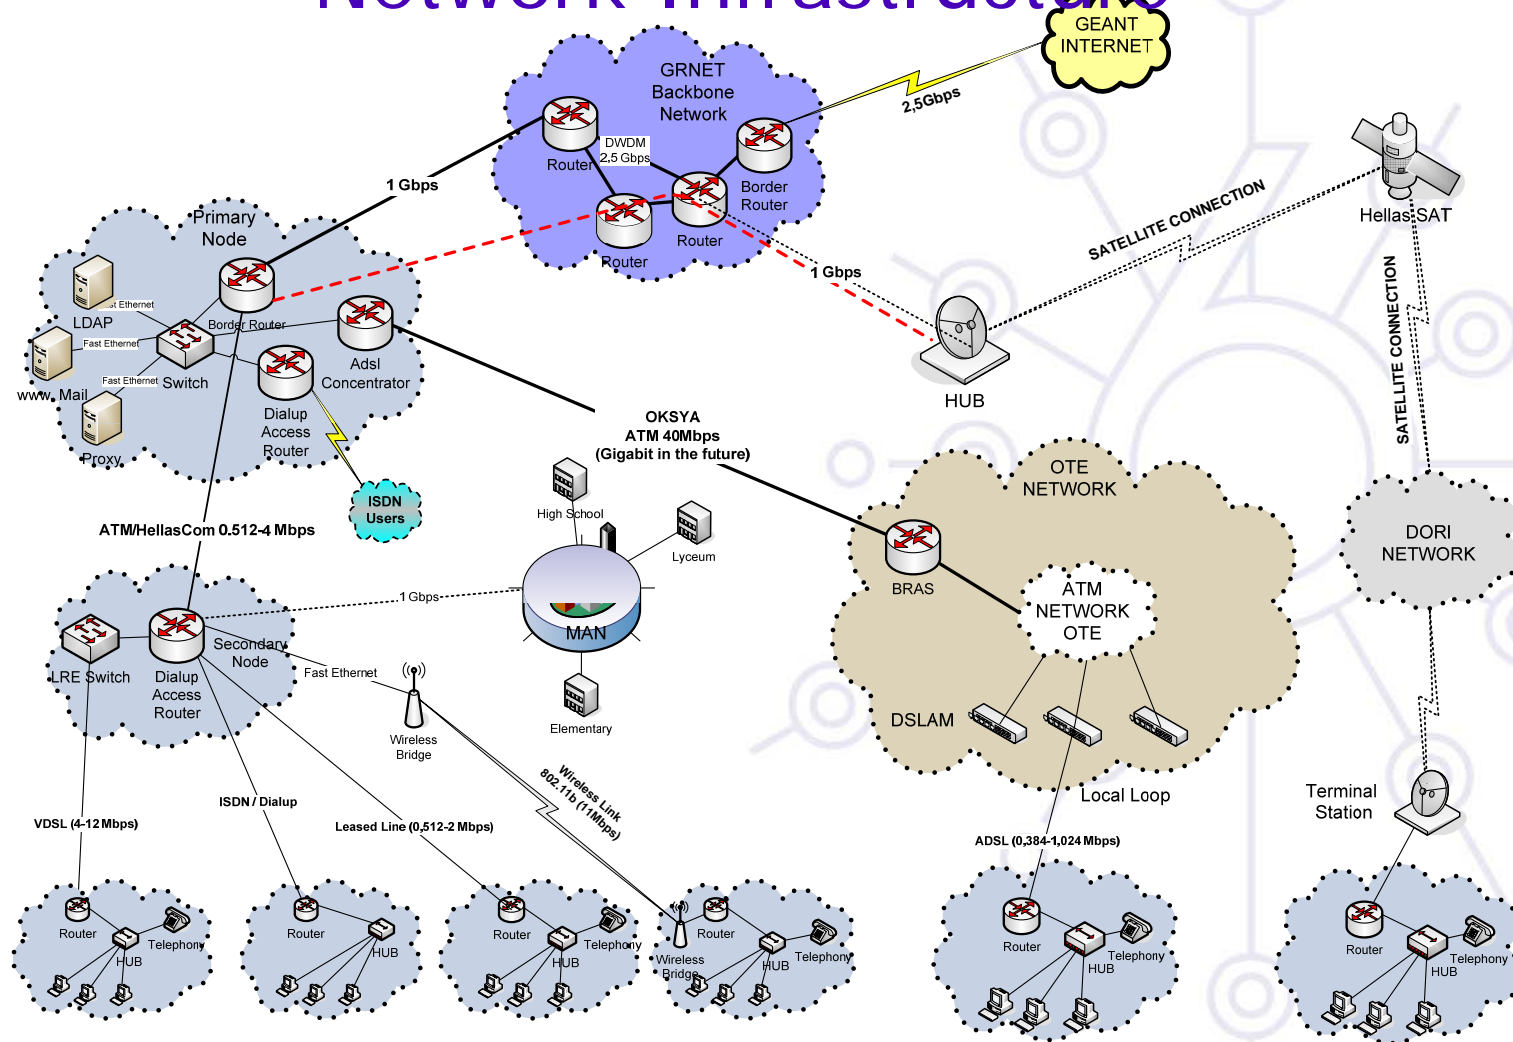 Network Infrastructure
GEANT
INTERNET
GRNET
Backbone
Network
2,5Gbps
DWDM
2,5 Gbps
Router
Border
Router
Router
Router
1 Gbps
Primary
Node
SATELLITE CONNECTION
Hellas SAT
1 Gbps
LDAP
st Ethernet
Border Router
Fast Ethernet
Switch
Adsl
Concentrator
HUB
SATELLITE CONNECTION
www, Mail
Fast Ethernet
Dialup
Access
Router
Proxy
OKSYA
ATM 40Mbps
(Gigabit in the future)
ISDN
Users
OTE
NETWORK
High School
Lyceum
ATM/HellasCom 0.512-4 Mbps
DORI
NETWORK
BRAS
ATM
NETWORK
OTE
1 Gbps
MAN
Secondary
Node
LRE Switch
Dialup
Access
Router
Fast Ethernet
Wireless
Bridge
Elementary
DSLAM
Wireless Link
802.11b (11Mbps)
Local Loop
Terminal
Station
VDSL (4-12 Mbps)
ISDN / Dialup
Leased Line (0,512-2 Mbps)
ADSL (0,384-1,024 Mbps)
Router
HUB
Telephony
Router
HUB
Router
HUB
Telephony
Wireless
Bridge
Router
HUB
Telephony
Router
HUB
Telephony
Router
HUB
Telephony